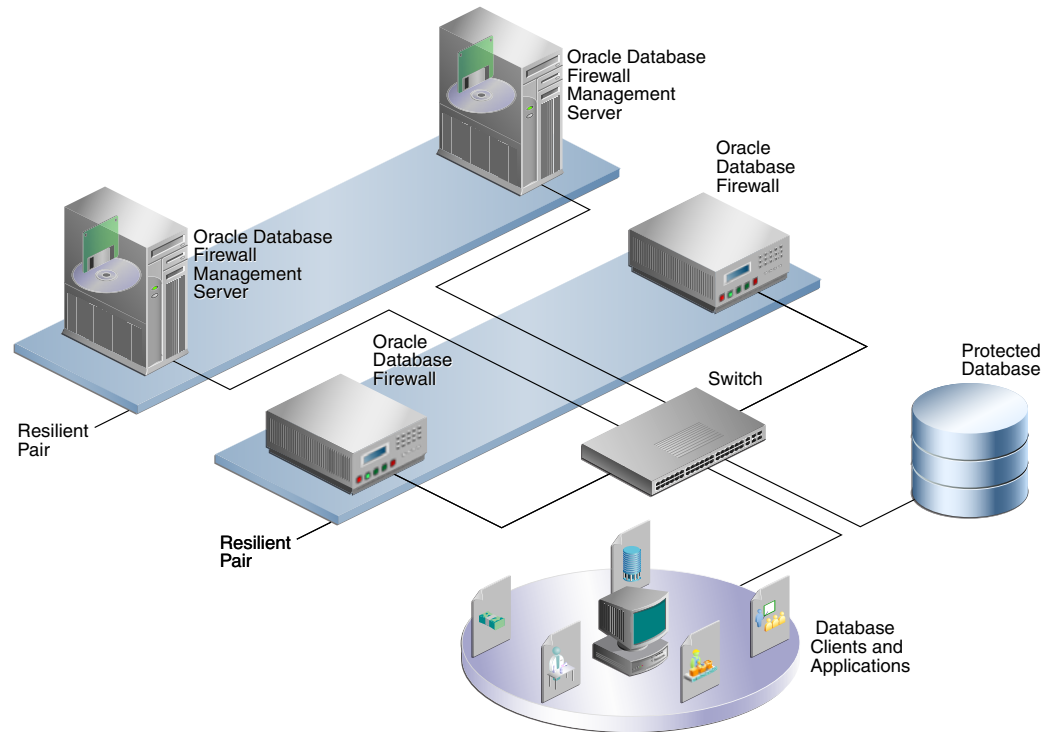 Oracle Database
Firewall
Management
Server
Oracle
Database
Firewall
Oracle Database
Firewall
Management
Server
Oracle
Database
Firewall
Protected
Database
Switch
Resilient
Pair
Resilient
Pair
Database
Clients and
Applications